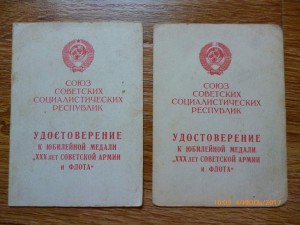 СОЮЗ
СОВЕТСКИХ
СОЦИАЛИСТИЧЕСКИХ
РЕСПУБЛИК
УДОСТОВЕРЕНИЕ
К ЮБИЛЕЙНОЙ МЕДАЛИ
„XXX ЛЕТ СОВЕТСКОЙ АРМИИ
И ФЛОТА“
СОЮЗ
СОВЕТСКИХ
СОЦИАЛИСТИЧЕСКИХ
РЕСПУБЛИК
УДОСТОВЕРЕНИЕ
К ЮБИЛЕЙНОЙ МЕДАЛИ
„XXX ЛЕТ СОВЕТСКОЙ АРМИИ
И ФЛОТА“